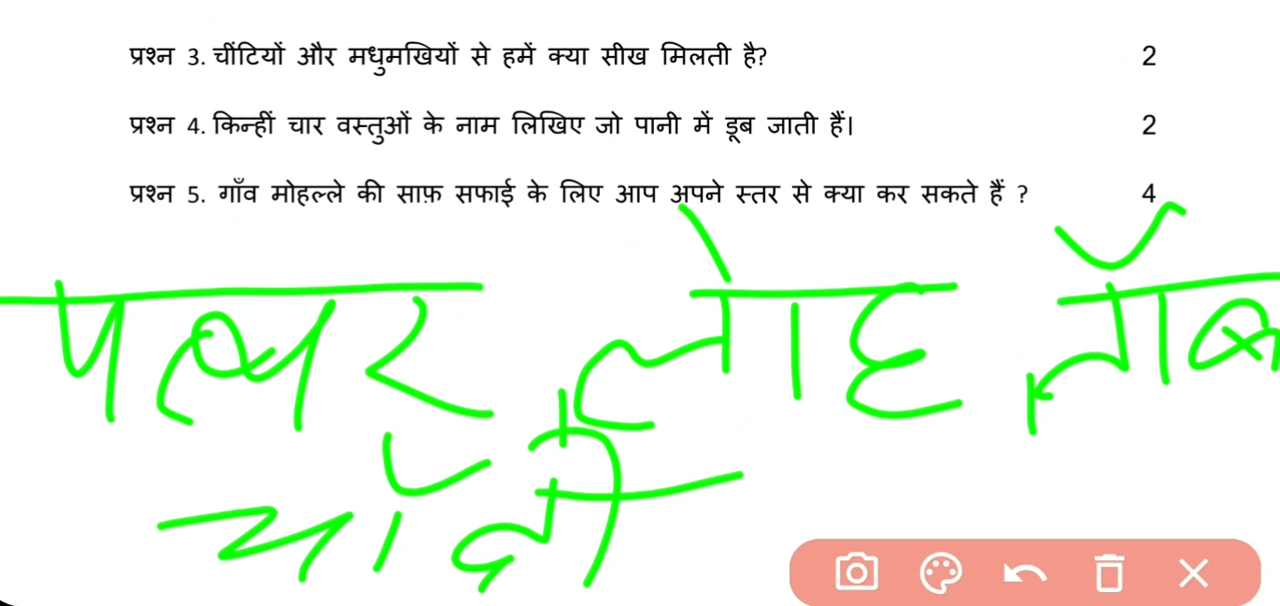 प्रश्न 3. चींटियों और मधुमखियों से हमें क्या सीख मिलती है? 2
प्रश्न 4. किन्हीं चार वस्तुओं के नाम लिखिए जो पानी में डूब जाती हैं। 2
प्रश्न 5. गाँव मोहल्ले की साफ़ सफाई के लिए आप अपने स्तर से क्या कर सकते हैं ? 4
पत्थर, लोह
चाँदी